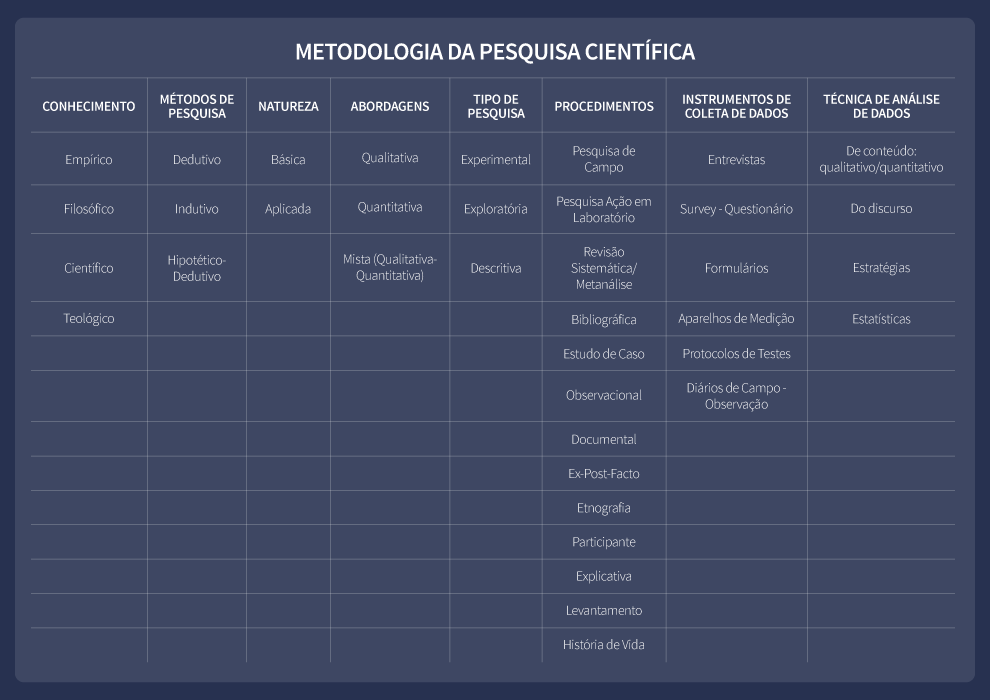 METODOLOGIA DA PESQUISA CIENTÍFICA
CONHECIMENTO
MÉTODOS DE
PESQUISA
NATUREZA
ABORDAGENS
TIPO DE
PESQUISA
PROCEDIMENTOS
INSTRUMENTOS DE
COLETA DE DADOS
TÉCNICA DE ANÁLISE
DE DADOS
Empírico
Dedutivo
Básica
Qualitativa
Experimental
Pesquisa de
Campo
Entrevistas
De conteúdo:
qualitativo/quantitativo
Filosófico
Indutivo
Aplicada
Quantitativa
Exploratória
Pesquisa Ação em
Laboratório
Survey - Questionário
Do discurso
Científico
Hipotético-
Dedutivo
Mista (Qualitativa-
Quantitativa)
Descritiva
Revisão
Sistemática/
Metanálise
Formulários
Estratégias
Teológico
Bibliográfica
Aparelhos de Medição
Estatísticas
Estudo de Caso
Protocolos de Testes
Observacional
Diários de Campo -
Observação
Documental
Ex-Post-Facto
Etnografia
Participante
Explicativa
Levantamento
História de Vida